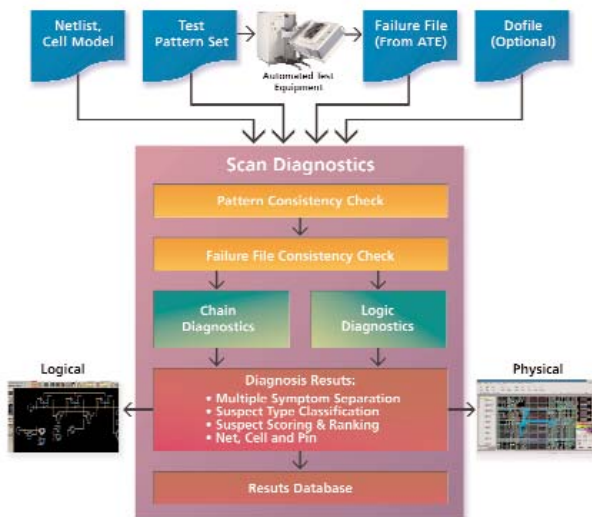 Netlist,
Cell Model
Test
Pattern Set
Failure File
(From ATE)
Dofile
(Optional)
Automated Test
Equipment
Scan Diagnostics
Pattern Consistency Check
Failure File Consistency Check
Chain
Diagnostics
Logic
Diagnostics
Logical
Physical
Diagnosis Resuts:
• Multiple Symptom Separation
• Suspect Type Classification
• Suspect Scoring & Ranking
• Net, Cell and Pin
Resuts Database